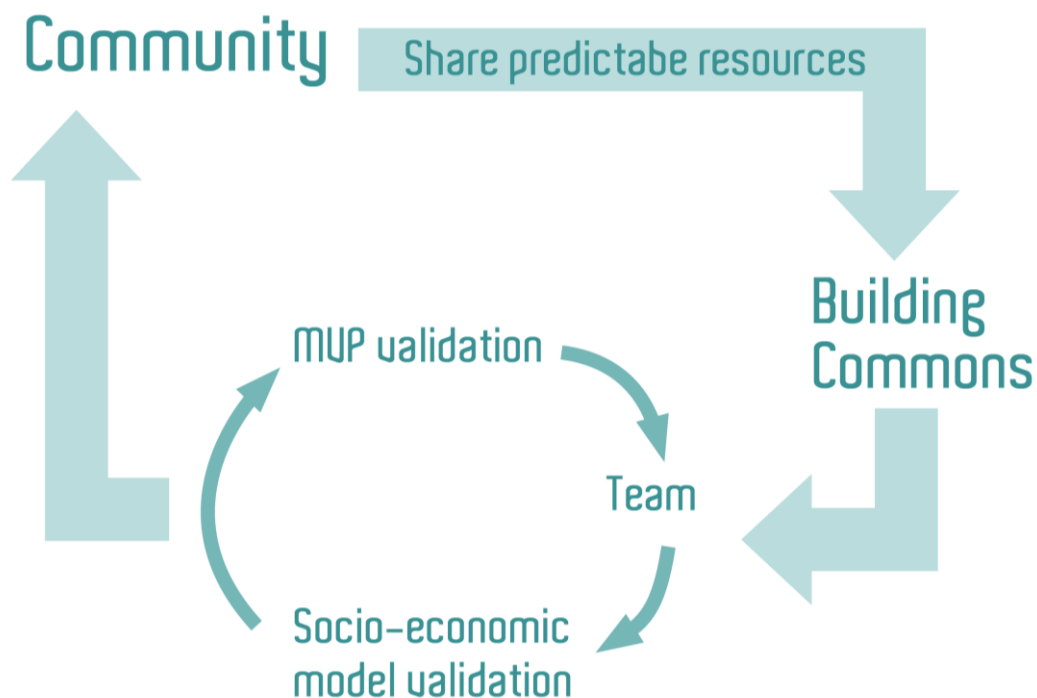 Community
Share predictabe resources
Building
Commons
MVP validation
Team
Socio-economic
model validation